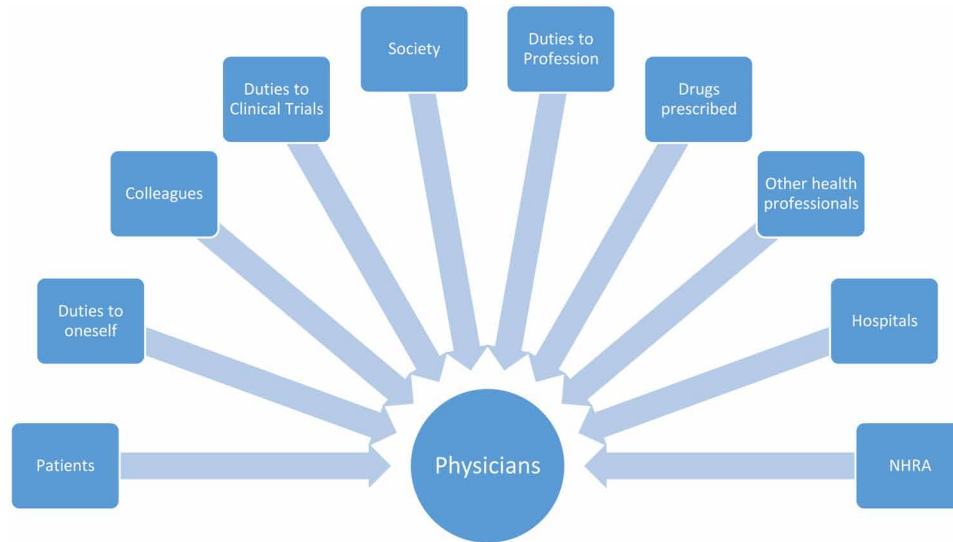 Patients
Duties to
oneself
Colleagues
Duties to
Clinical Trials
Society
Duties to
Profession
Drugs
prescribed
Other health
professionals
Hospitals
NHRA
Physicians